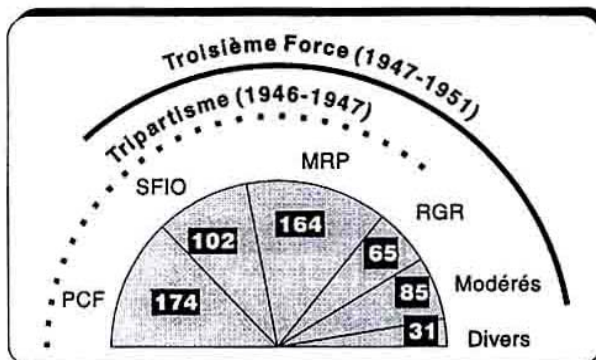 Troisième Force (1947-1951)
Tripartisme (1946-1947)
MRP
SFIO
RGR
164
102
65
Modérés
85
PCF
174
31
Divers